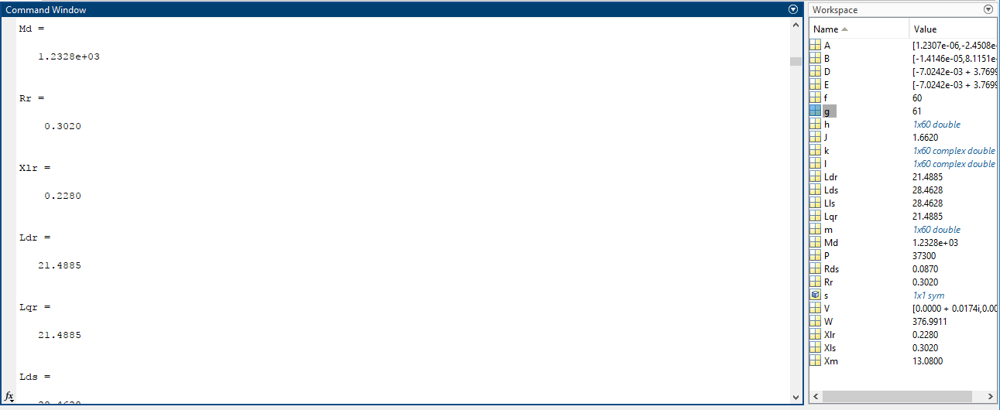 Command Window
Md =
1.2328e+03
Rr =
0.3020
Xlr =
0.2280
Ldr =
21.4885
Lqr =
21.4885
Lds =
28.4628
fx
Workspace
Name Value
A [1.2307e-06,-2.4508e-
B [-1.4146e-05,8.1151e-
D [-7.0242e-03 + 3.7699
E [-7.0242e-03 + 3.7699
f 60
g 61
h 1x60 double
J 1.6620
k 1x60 complex double
l 1x60 complex double
Ldr 21.4885
Lds 28.4628
Lls 28.4628
Lqr 21.4885
m 1x60 double
Md 1.2328e+03
P 37300
Rds 0.0870
Rr 0.3020
s 1x1 sym
V [0.0000 + 0.0174i,0.00
W 376.9911
Xlr 0.2280
Xls 0.3020
Xm 13.0800